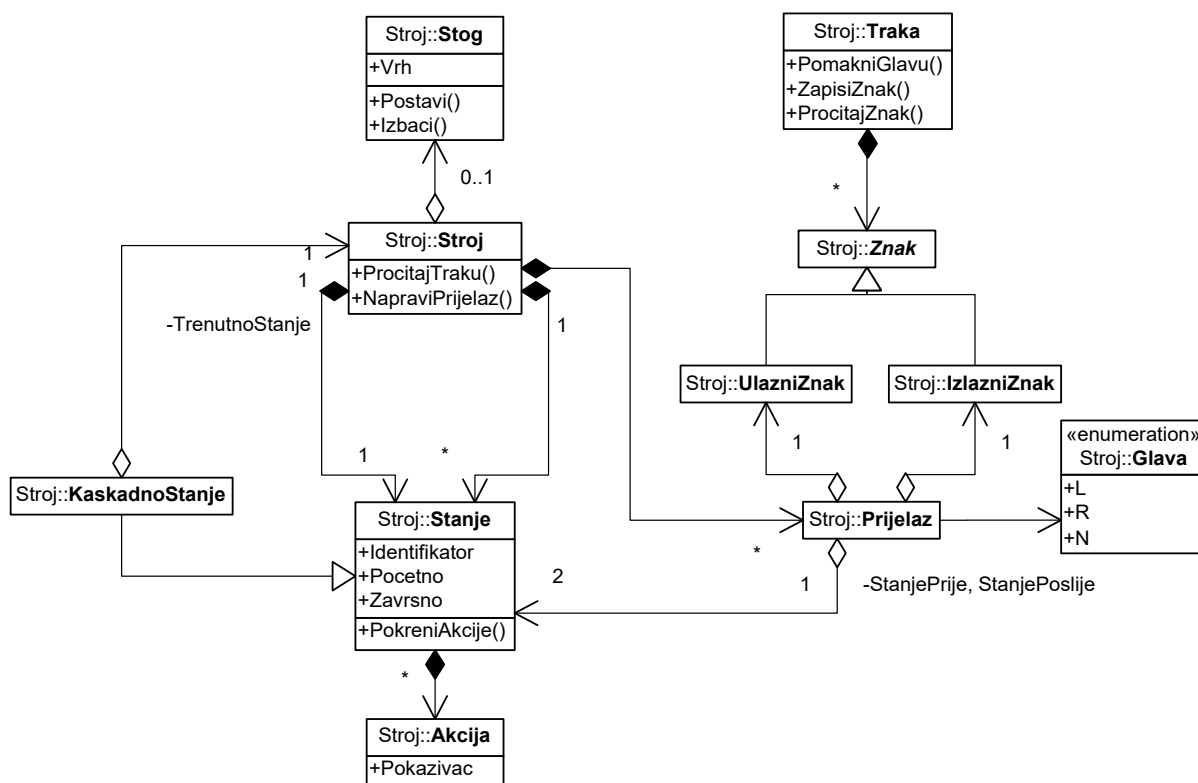 Stroj::Stog
+Vrh
+Postavi()
+Izbaci()
Stroj::Traka
+PomakniGlavu()
+ZapisiZnak()
+ProcitajZnak()
0..1
*
Stroj::Stroj
+ProcitajTraku()
+NapraviPrijelaz()
1
1
1
-TrenutnoStanje
Stroj::Znak
Stroj::UlazniZnak
Stroj::IzlazniZnak
1
*
1
1
«enumeration»
Stroj::Glava
+L
+R
+N
Stroj::KaskadnoStanje
Stroj::Stanje
+Identifikator
+Pocetno
+Zavrsno
+PokreniAkcije()
Stroj::Prijelaz
*
2
1
-StanjePrije, StanjePoslije
*
Stroj::Akcija
+Pokazivac